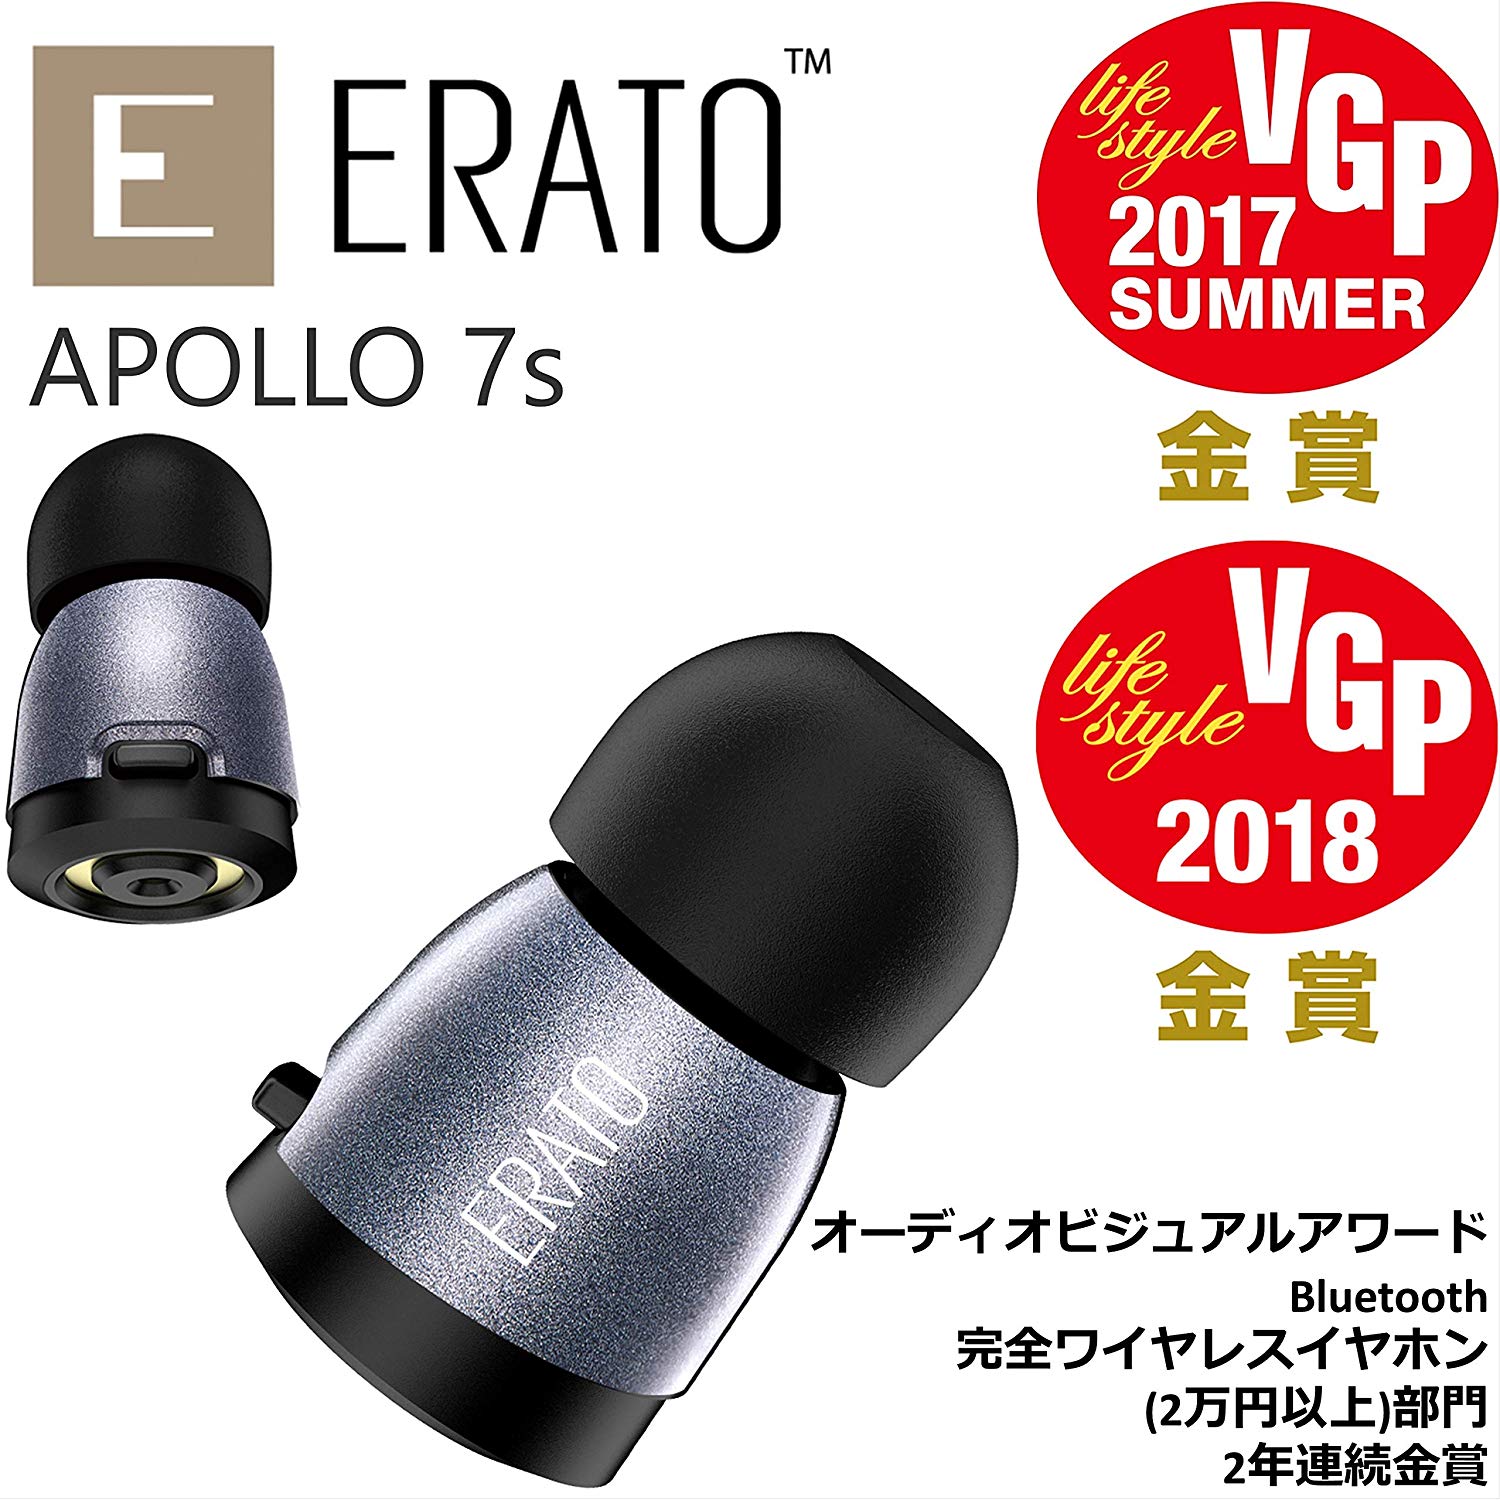 E ERATO™
APOLLO 7s
life
style
VGP
2017
SUMMER
金賞
life
style
VGP
2018
金賞
ERATO
オーディオビジュアルアワード
Bluetooth
完全ワイヤレスイヤホン
(2万円以上)部門
2年連続金賞